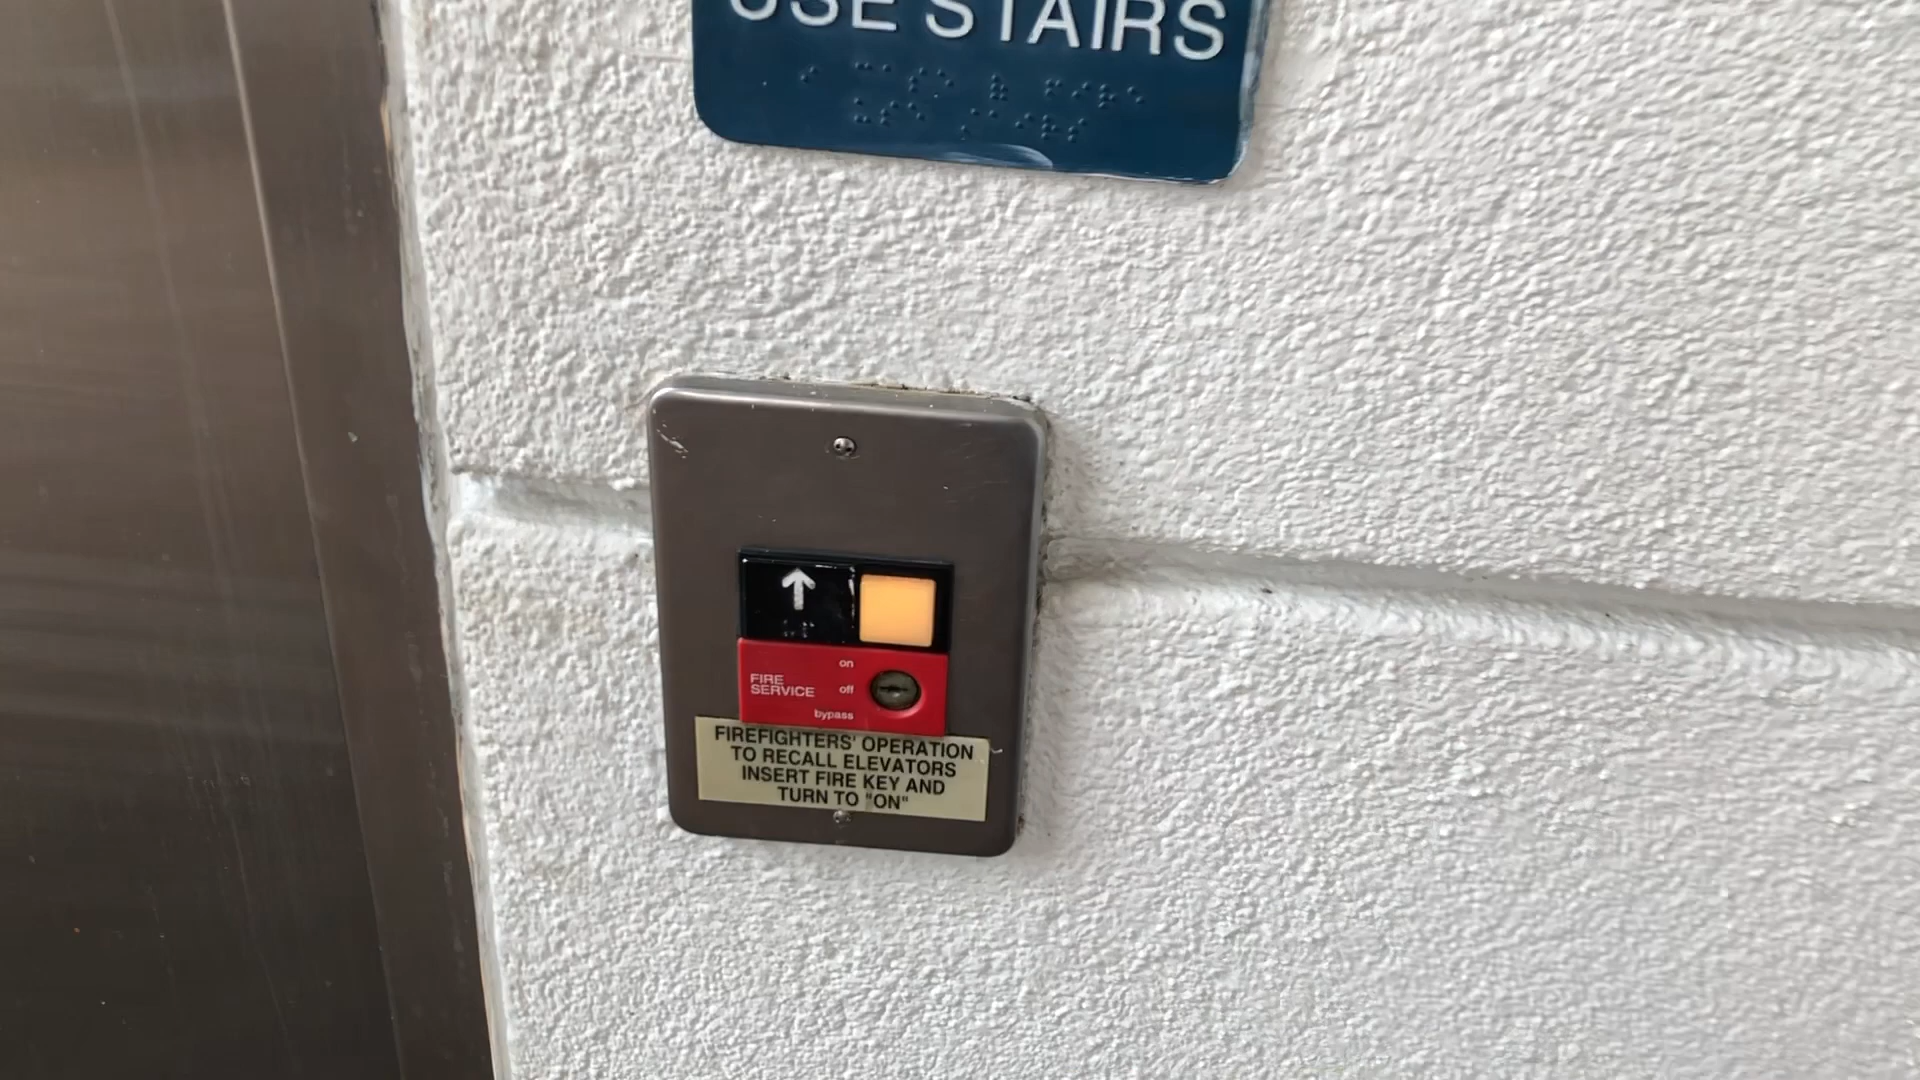 USE STAIRS
on
FIRE
SERVICE
off
bypass
FIREFIGHTERS' OPERATION
TO RECALL ELEVATORS
INSERT FIRE KEY AND
TURN TO "ON"